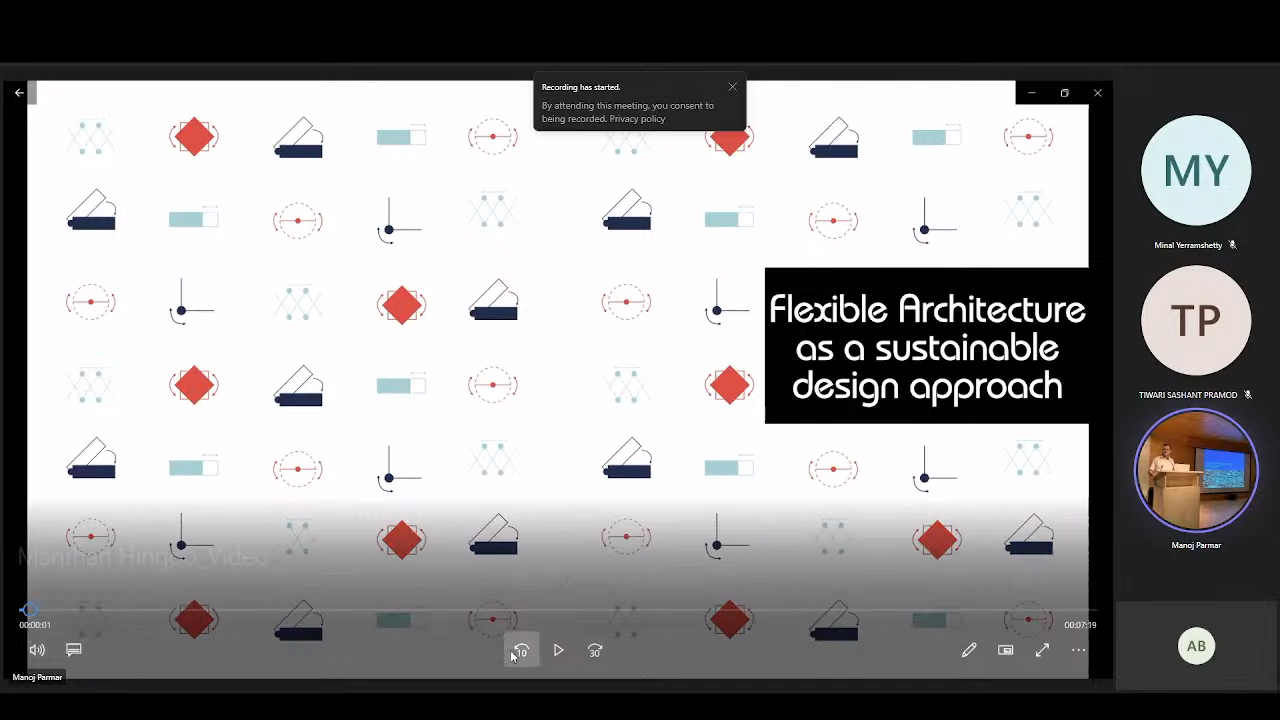 Recording has started.
By attending this meeting, you consent to
being recorded. Privacy policy
MY
Minal Yerramshetty
Flexible Architecture
as a sustainable
design approach
TP
TIWARI SASHANT PRAMOD
Manoj Parmar
00:00:01
00:07:19
10
30
Manoj Parmar
AB